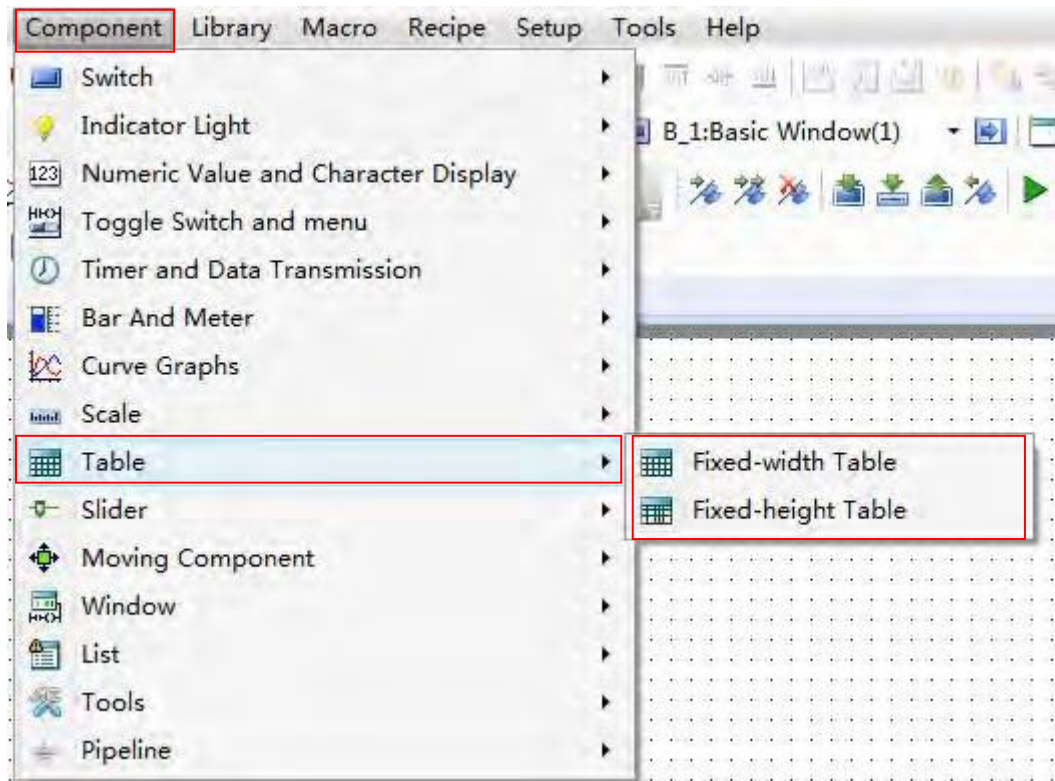 Component Library Macro Recipe Setup Tools Help
Switch
Indicator Light
B_1:Basic Window(1)
123 Numeric Value and Character Display
Toggle Switch and menu
Timer and Data Transmission
Bar And Meter
Curve Graphs
Scale
Table
Fixed-width Table
Slider
Fixed-height Table
Moving Component
Window
List
Tools
Pipeline